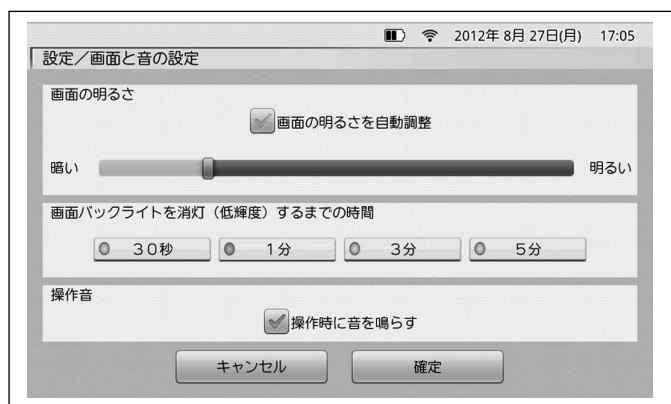 2012年 8月 27日(月) 17:05
設定／画面と音の設定
画面の明るさ
画面の明るさを自動調整
暗い 明るい
画面バックライトを消灯（低輝度）するまでの時間
３０秒 １分 ３分 ５分
操作音
操作時に音を鳴らす
キャンセル 確定